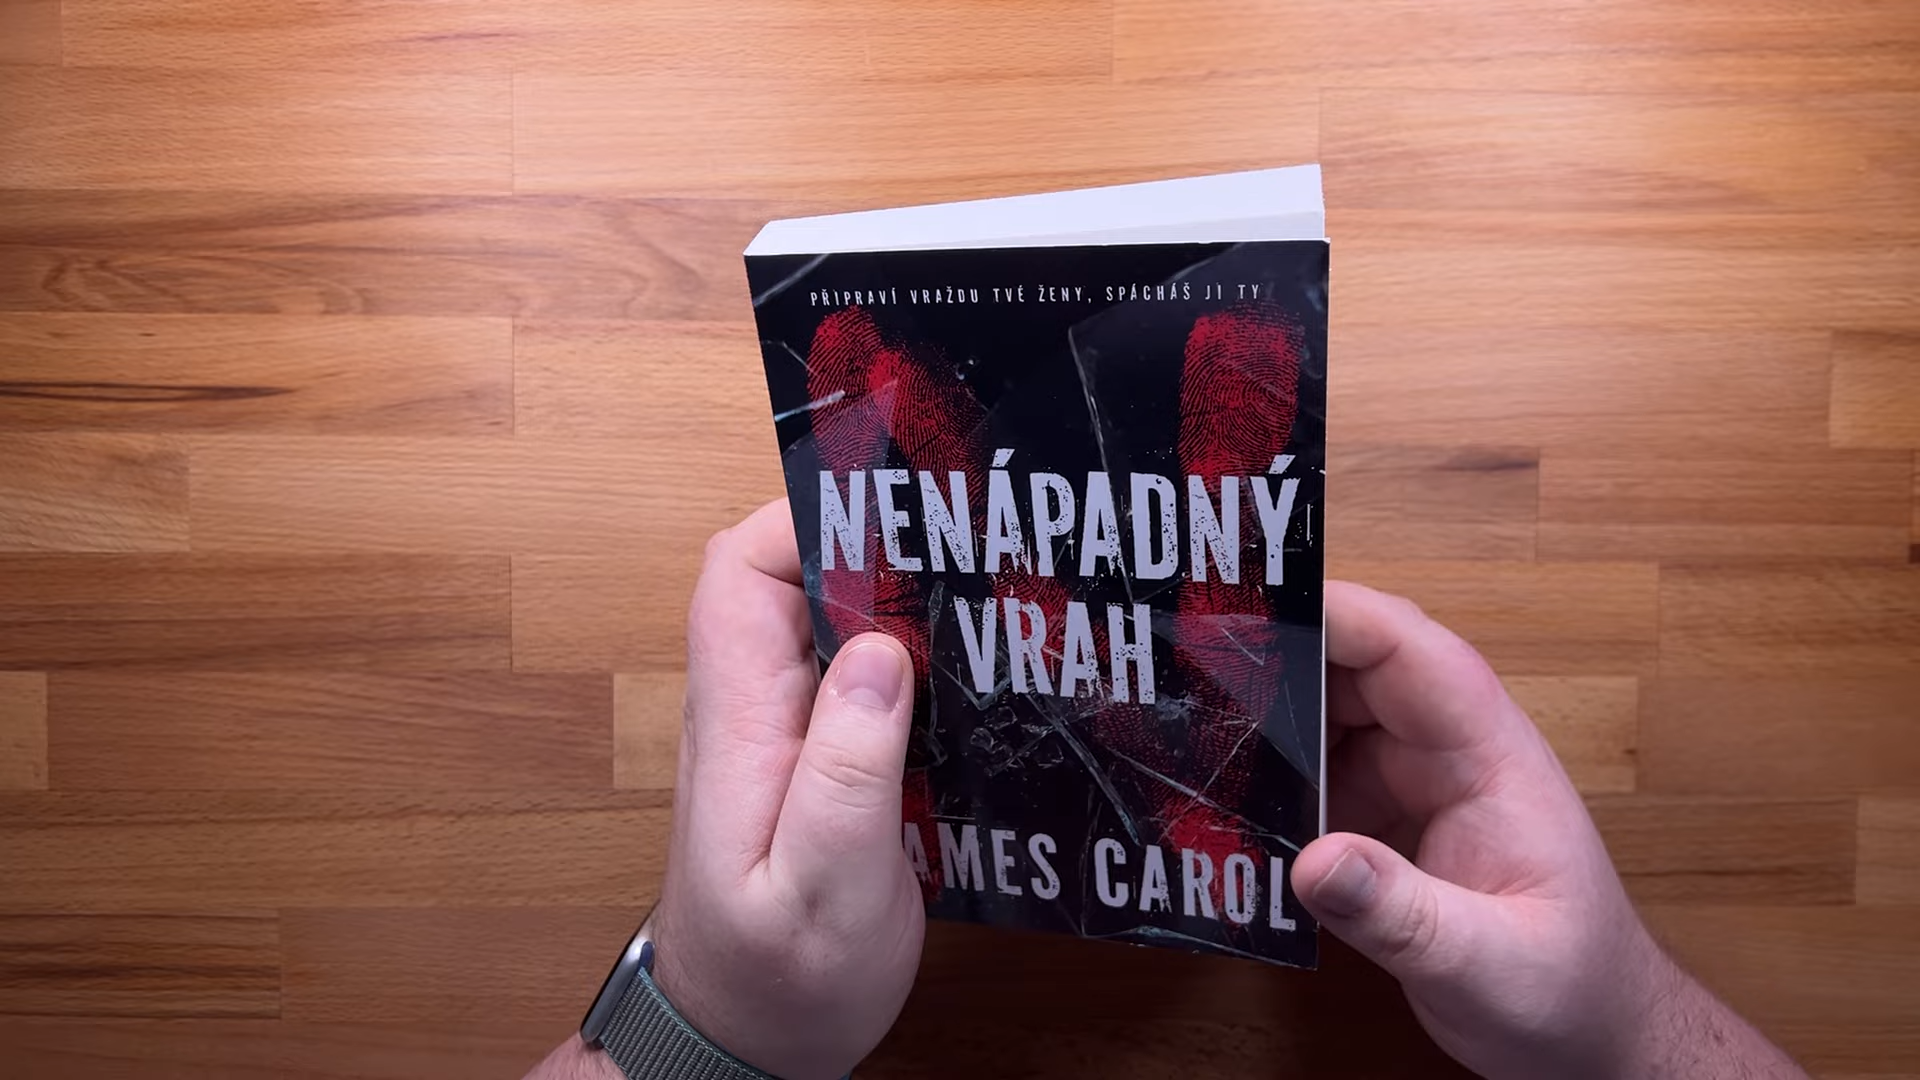 PŘIPRAVÍ VRAŽDU TVÉ ŽENY, SPÁCHÁŠ JI TY
NENÁPADNÝ
VRAH
AMES CAROL